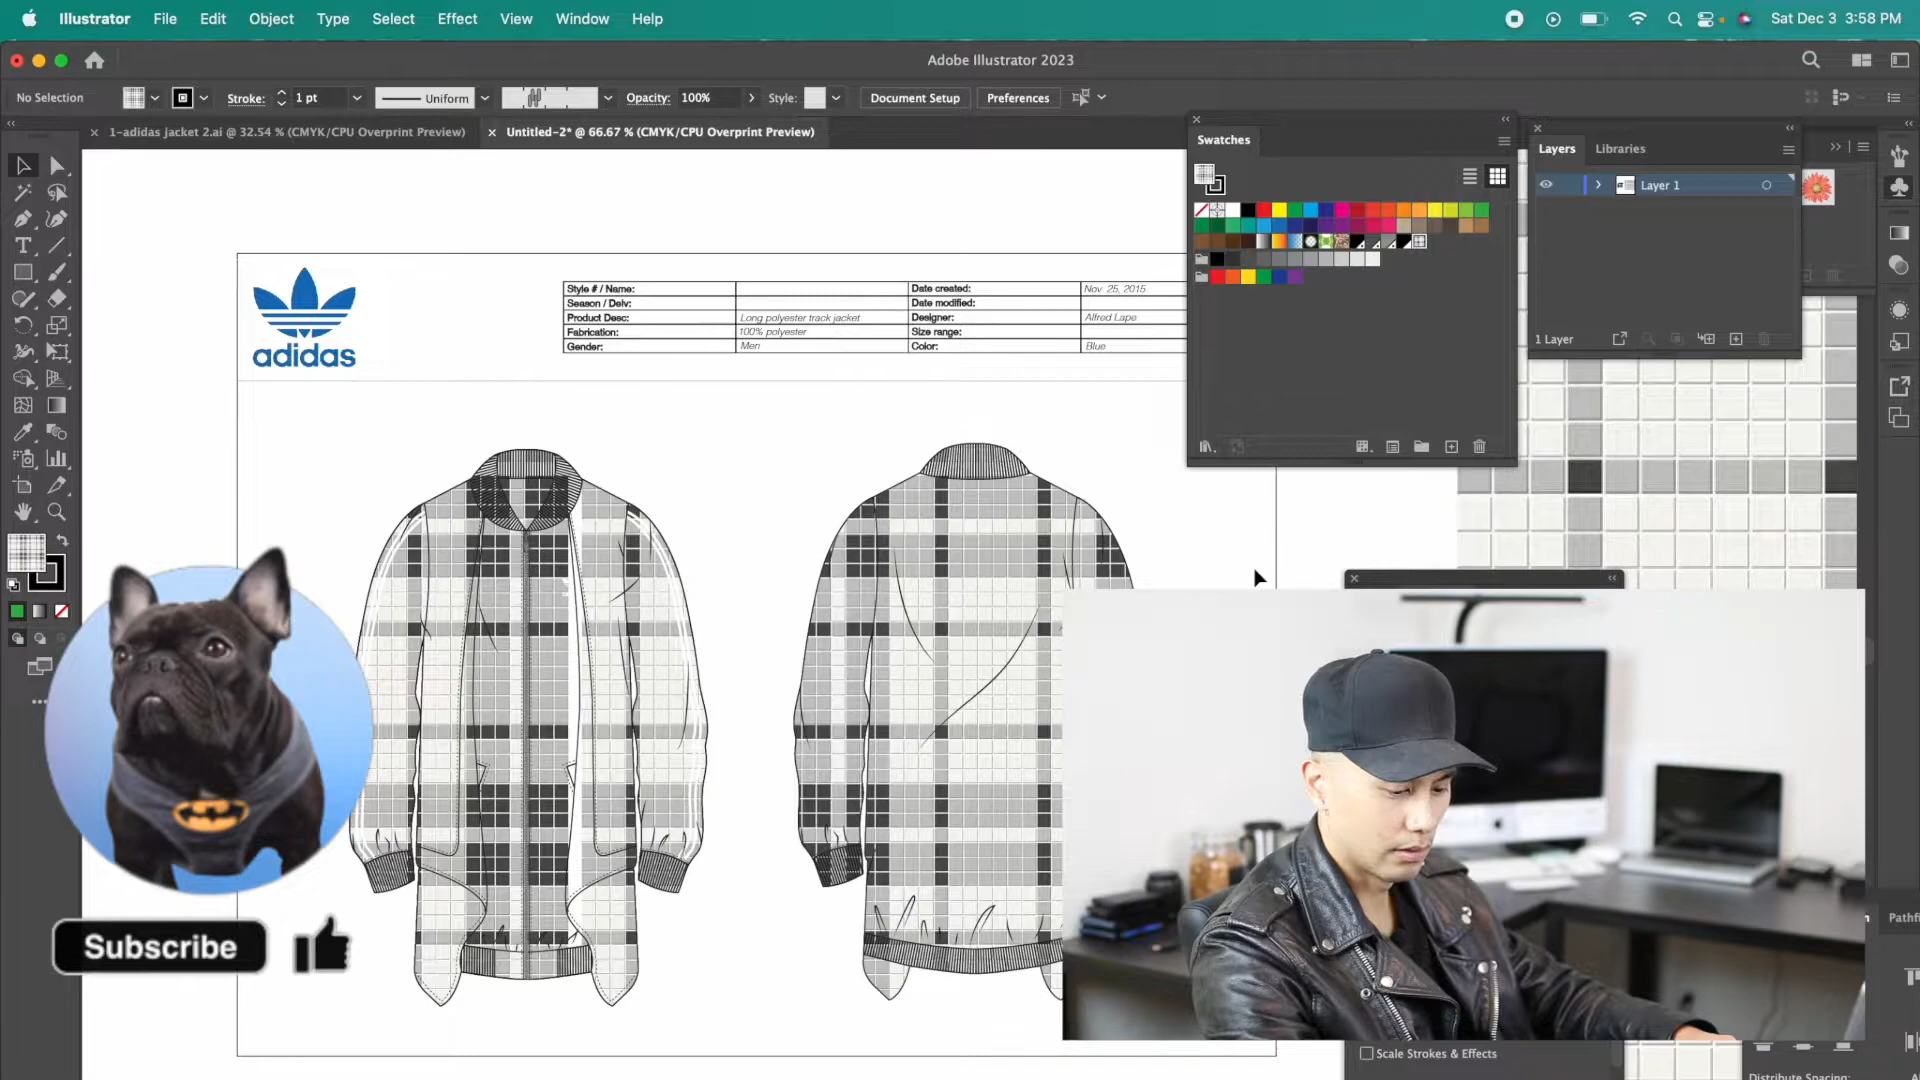 Illustrator File Edit Object Type Select Effect View Window Help Sat Dec 3 3:58 PM
Adobe Illustrator 2023
No Selection Stroke: 1 pt Uniform Opacity: 100% Style: Document Setup Preferences
1-adidas jacket 2.ai @ 32.54 % (CMYK/CPU Overprint Preview) Untitled-2* @ 66.67 % (CMYK/CPU Overprint Preview)
Swatches
Layers Libraries
Layer 1
1 Layer
adidas
Style # / Name: Date created: Nov 25, 2015
Season / Delv: Date modified:
Product Desc: Long polyester track jacket Designer: Alfred Lape
Fabrication: 100% polyester Size range:
Gender: Men Color: Blue
Subscribe
Scale Strokes & Effects
Distribute Spacing: